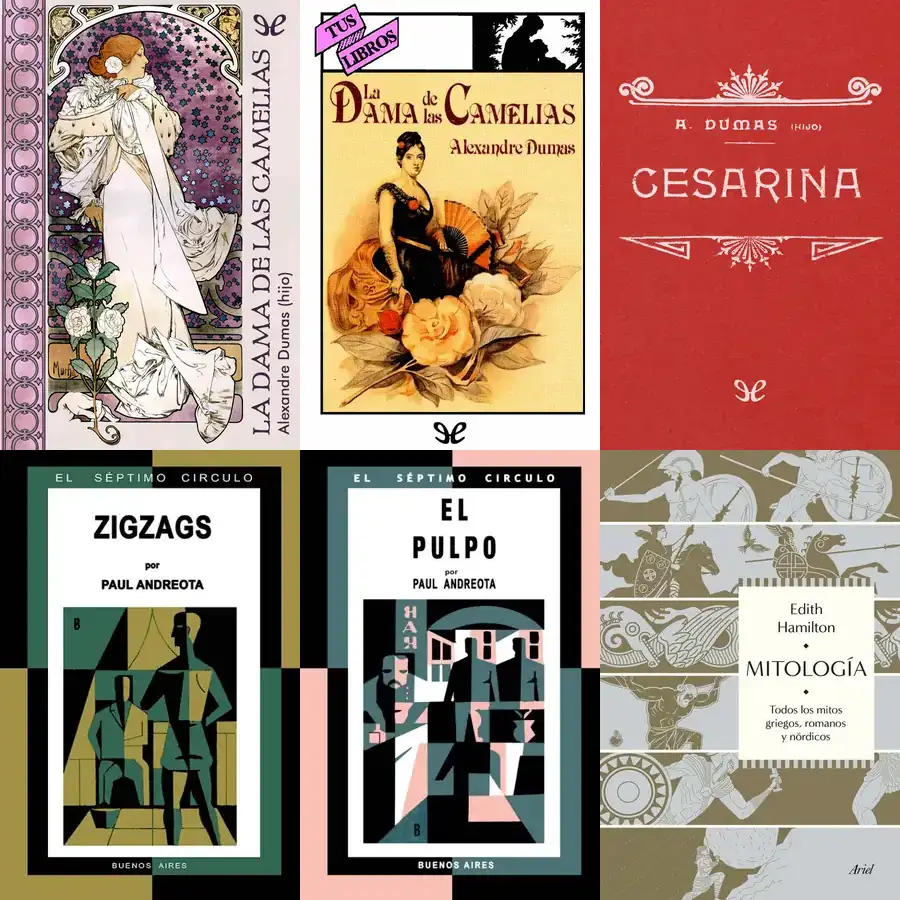 LA DAMA DE LAS CAMELIAS
Alexandre Dumas (hijo)
TUS
LIBROS
La Dama de las Camelias
Alexandre Dumas
A. DUMAS (HIJO)
CESARINA
EL SÉPTIMO CIRCULO
ZIGZAGS
por
PAUL ANDREOTA
B
BUENOS AIRES
EL SÉPTIMO CIRCULO
EL
PULPO
por
PAUL ANDREOTA
BAR
B
BUENOS AIRES
Edith
Hamilton
MITOLOGÍA
Todos los mitos
griegos, romanos
y nórdicos
Ariel